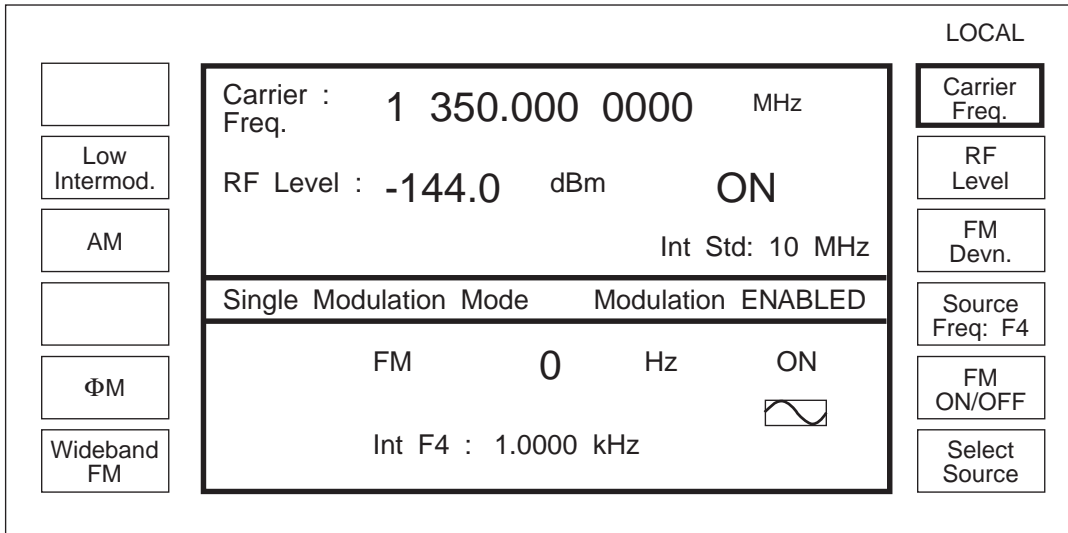 LOCAL
Low
Intermod.
AM
ΦM
Wideband
FM
Carrier :
Freq.
1 350.000 0000 MHz
RF Level : -144.0 dBm ON
Int Std: 10 MHz
Single Modulation Mode Modulation ENABLED
FM 0 Hz ON
Int F4 : 1.0000 kHz
Carrier
Freq.
RF
Level
FM
Devn.
Source
Freq: F4
FM
ON/OFF
Select
Source